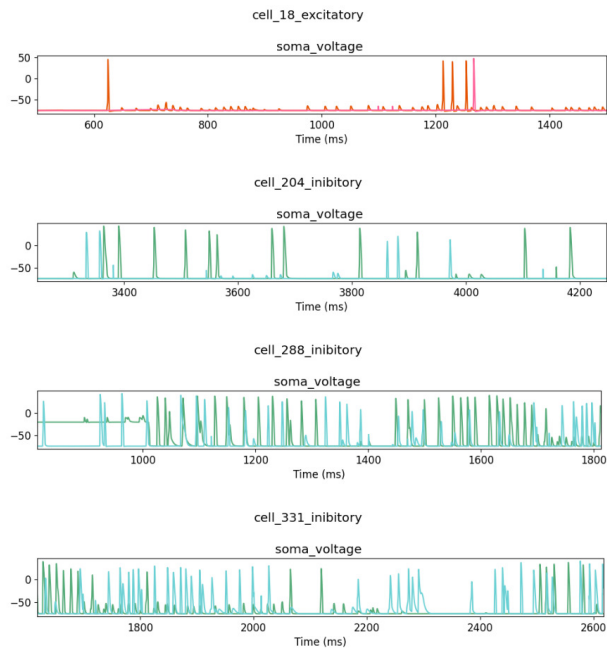 cell_18_excitatory
soma_voltage
50
0
−50
600 800 1000 1200 1400
Time (ms)
cell_204_inibitory
soma_voltage
0
−50
3400 3600 3800 4000 4200
Time (ms)
cell_288_inibitory
soma_voltage
0
−50
1000 1200 1400 1600 1800
Time (ms)
cell_331_inibitory
soma_voltage
0
−50
1800 2000 2200 2400 2600
Time (ms)